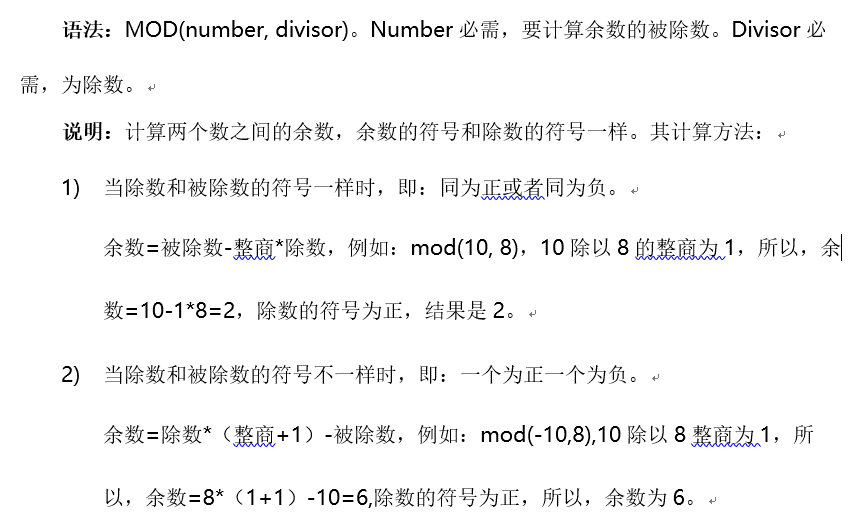 语法：MOD(number, divisor)。Number 必需，要计算余数的被除数。Divisor 必
需，为除数。
说明：计算两个数之间的余数，余数的符号和除数的符号一样。其计算方法：
1) 当除数和被除数的符号一样时，即：同为正或者同为负。
余数=被除数-整商*除数，例如：mod(10, 8)，10 除以 8 的整商为 1，所以，余
数=10-1*8=2，除数的符号为正，结果是 2。
2) 当除数和被除数的符号不一样时，即：一个为正一个为负。
余数=除数*（整商+1）-被除数，例如：mod(-10,8),10 除以 8 整商为 1，所
以，余数=8*（1+1）-10=6,除数的符号为正，所以，余数为 6。